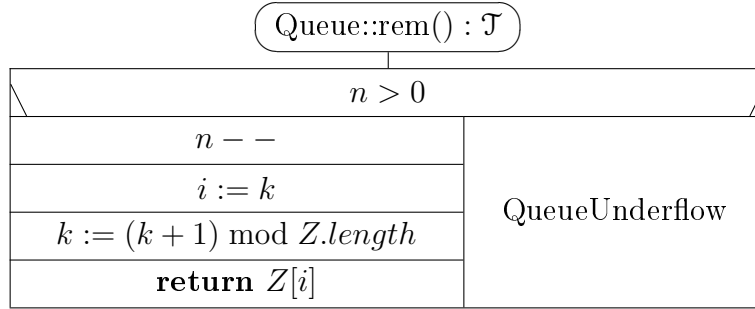 Queue::rem() : 𝒯
n > 0
n − −
i := k
k := (k + 1) mod Z.length
return Z[i]
QueueUnderflow